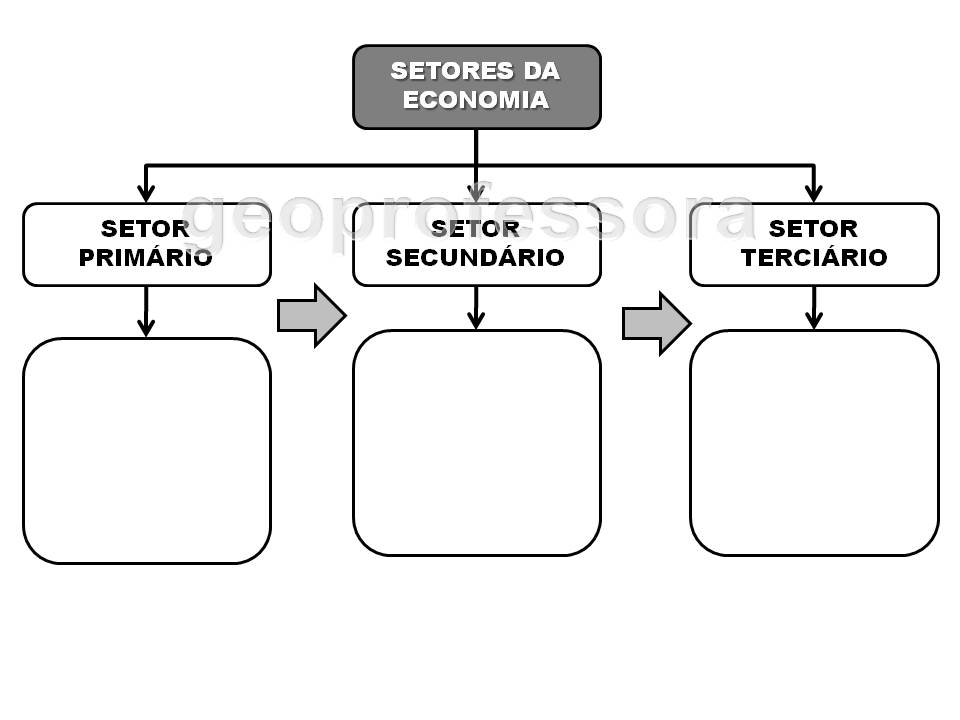 SETORES DA
ECONOMIA
geoprofessora
SETOR
PRIMÁRIO
SETOR
SECUNDÁRIO
SETOR
TERCIÁRIO